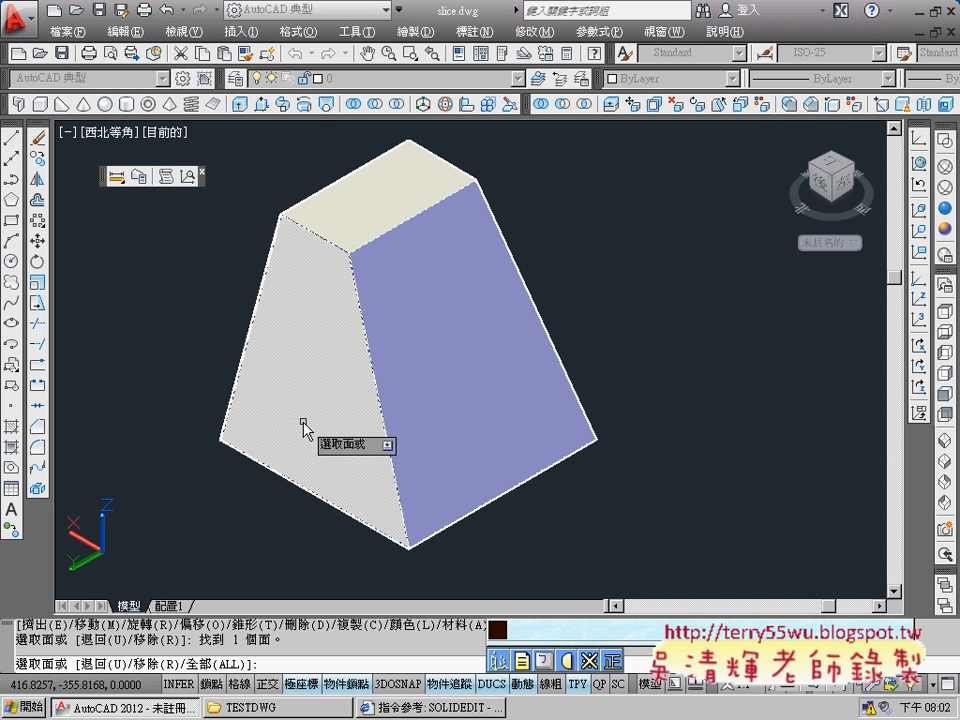 AutoCAD 典型
slice.dwg
鍵入關鍵字或詞組
登入
檔案(F) 編輯(E) 檢視(V) 插入(I) 格式(O) 工具(T) 繪製(D) 標註(N) 修改(M) 參數式(P) 視窗(W) 說明(H)
Standard ISO-25 Standard
AutoCAD 典型 0 ByLayer ByLayer
[-][西北等角][目前的]
後 左
未具名的
選取面或
Z
X
Y
模型 配置1
[擠出(E)/移動(M)/旋轉(R)/偏移(O)/錐形(T)/刪除(D)/複製(C)/顏色(L)/材料(A)
選取面或 [退回(U)/移除(R)]: 找到 1 個面。
選取面或 [退回(U)/移除(R)/全部(ALL)]:
http://terry55wu.blogspot.tw
吳清輝老師錄製
416.8257, -355.8168, 0.0000 INFER 鎖點 格線 正交 極座標 物件鎖點 3DOSNAP 物件追蹤 DUCS 動態 線粗 TPY QP SC 模型
開始 AutoCAD 2012 - 未註冊... TESTDWG 指令參考: SOLIDEDIT - ... 下午 08:02